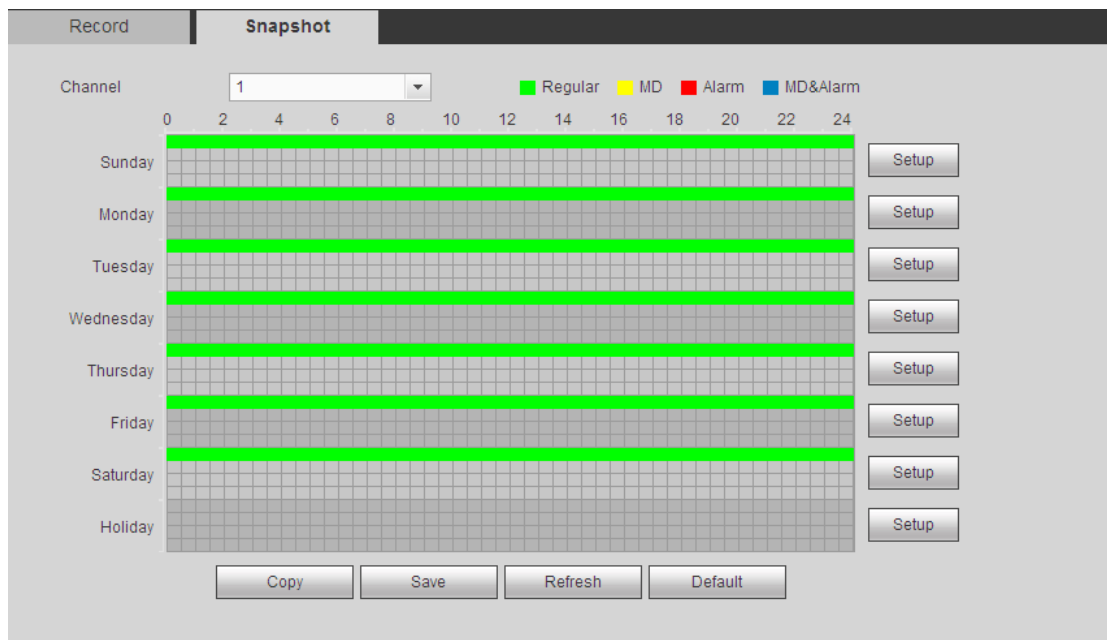 Record Snapshot
Channel 1 Regular MD Alarm MD&Alarm
0 2 4 6 8 10 12 14 16 18 20 22 24
Sunday Setup
Monday Setup
Tuesday Setup
Wednesday Setup
Thursday Setup
Friday Setup
Saturday Setup
Holiday Setup
Copy Save Refresh Default